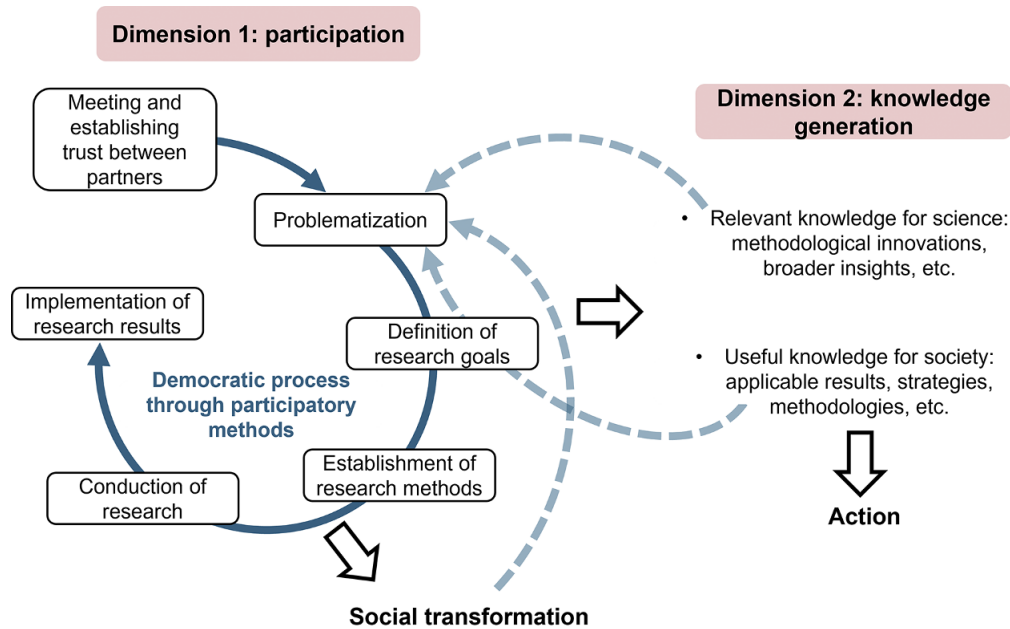 Dimension 1: participation
Meeting and
establishing
trust between
partners
Problematization
Definition of
research goals
Establishment of
research methods
Conduction of
research
Implementation of
research results
Democratic process
through participatory
methods
Social transformation
Dimension 2: knowledge
generation
• Relevant knowledge for science:
methodological innovations,
broader insights, etc.
• Useful knowledge for society:
applicable results, strategies,
methodologies, etc.
Action